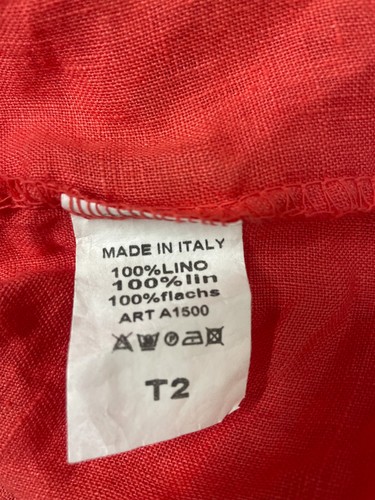 MADE IN ITALY
100%LINO
100%lin
100%flachs
ART A1500
T2